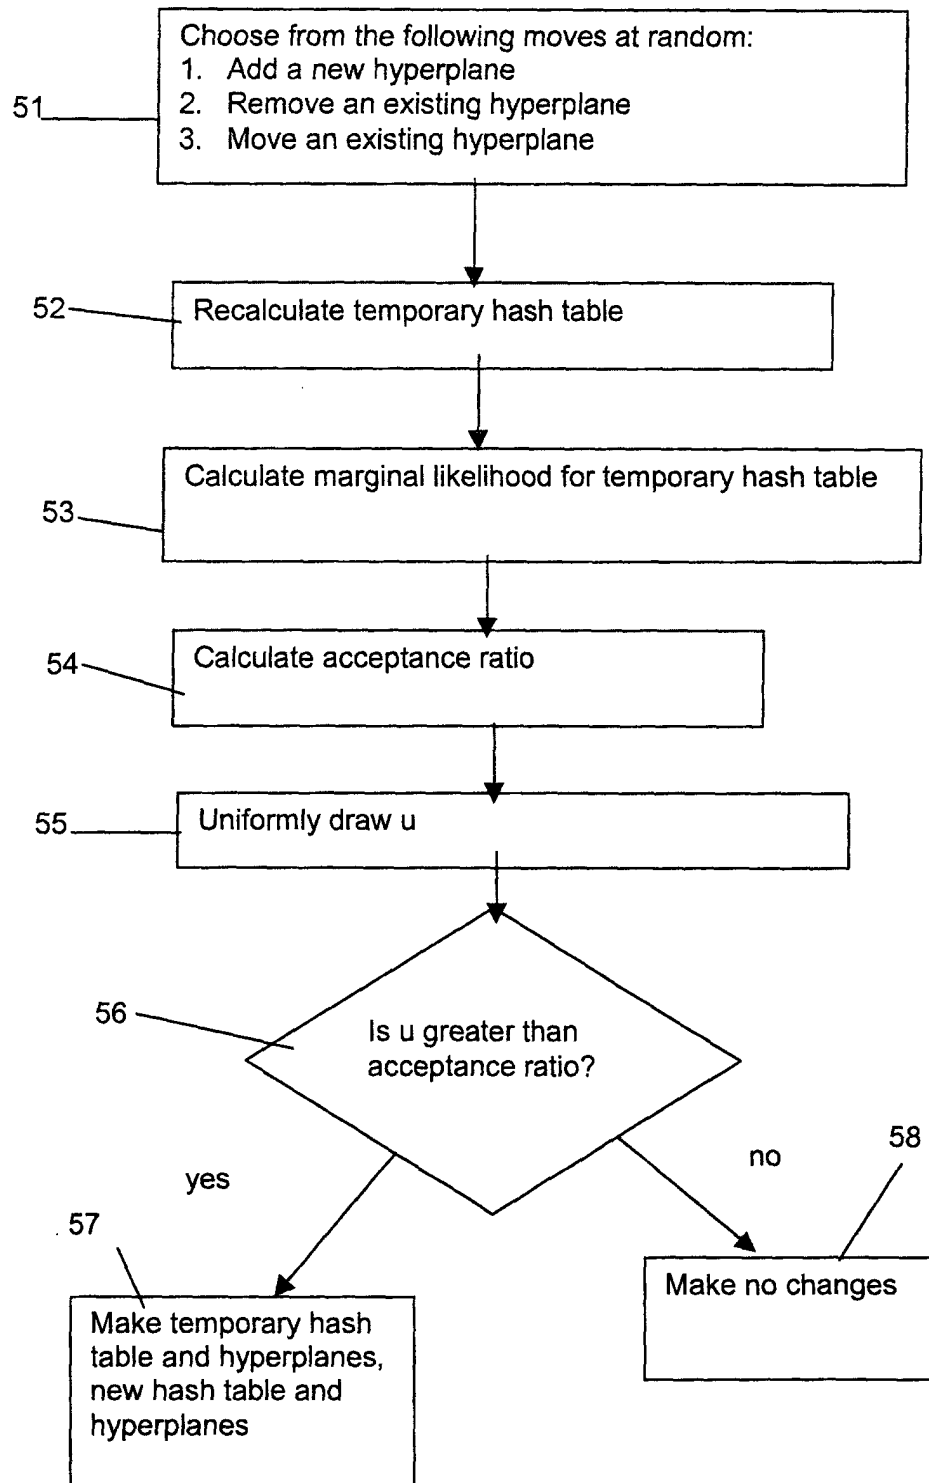 Choose from the following moves at random:
1. Add a new hyperplane
2. Remove an existing hyperplane
3. Move an existing hyperplane
51
52
Recalculate temporary hash table
Calculate marginal likelihood for temporary hash table
53
Calculate acceptance ratio
54
55
Uniformly draw u
56
Is u greater than
acceptance ratio?
yes
no
58
57
Make no changes
Make temporary hash
table and hyperplanes,
new hash table and
hyperplanes